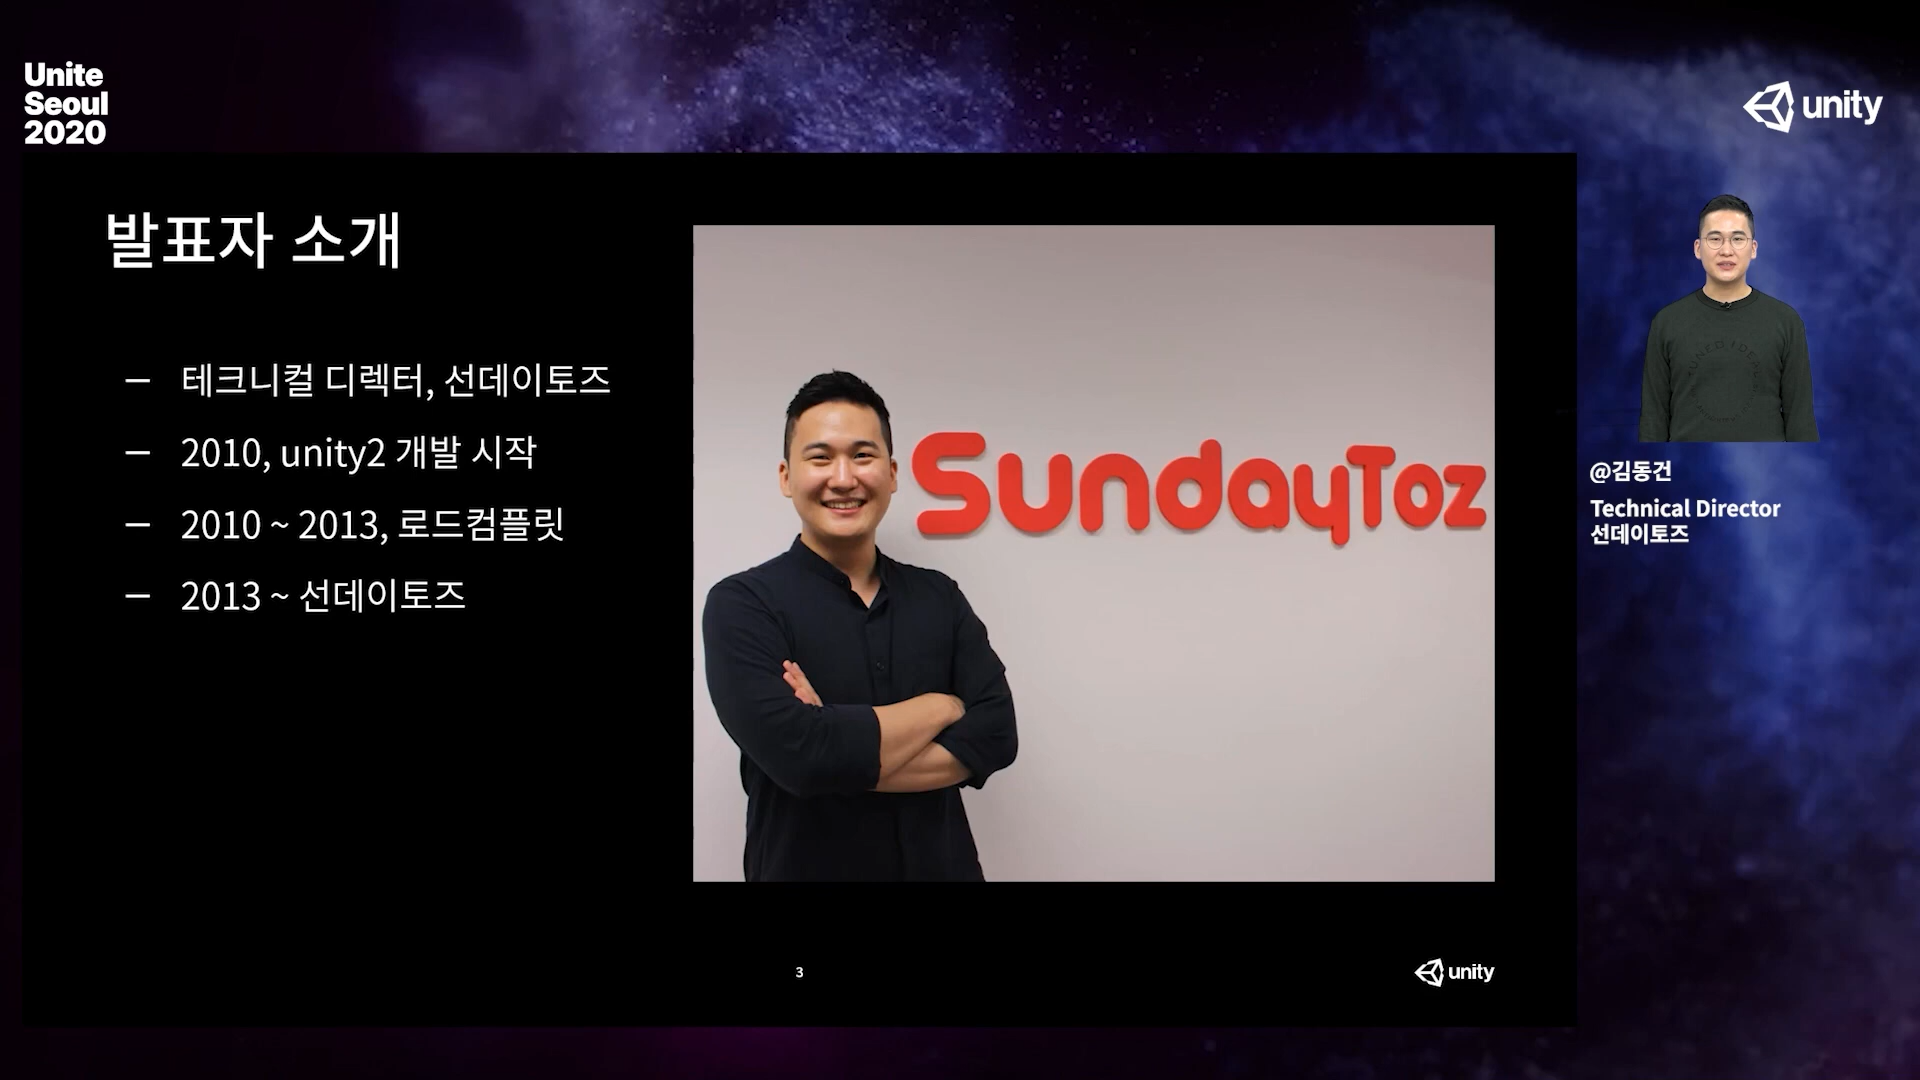 Unite
Seoul
2020
unity
발표자 소개
— 테크니컬 디렉터, 선데이토즈
— 2010, unity2 개발 시작
— 2010 ~ 2013, 로드컴플릿
— 2013 ~ 선데이토즈
SundayToz
@김동건
Technical Director
선데이토즈
3
unity